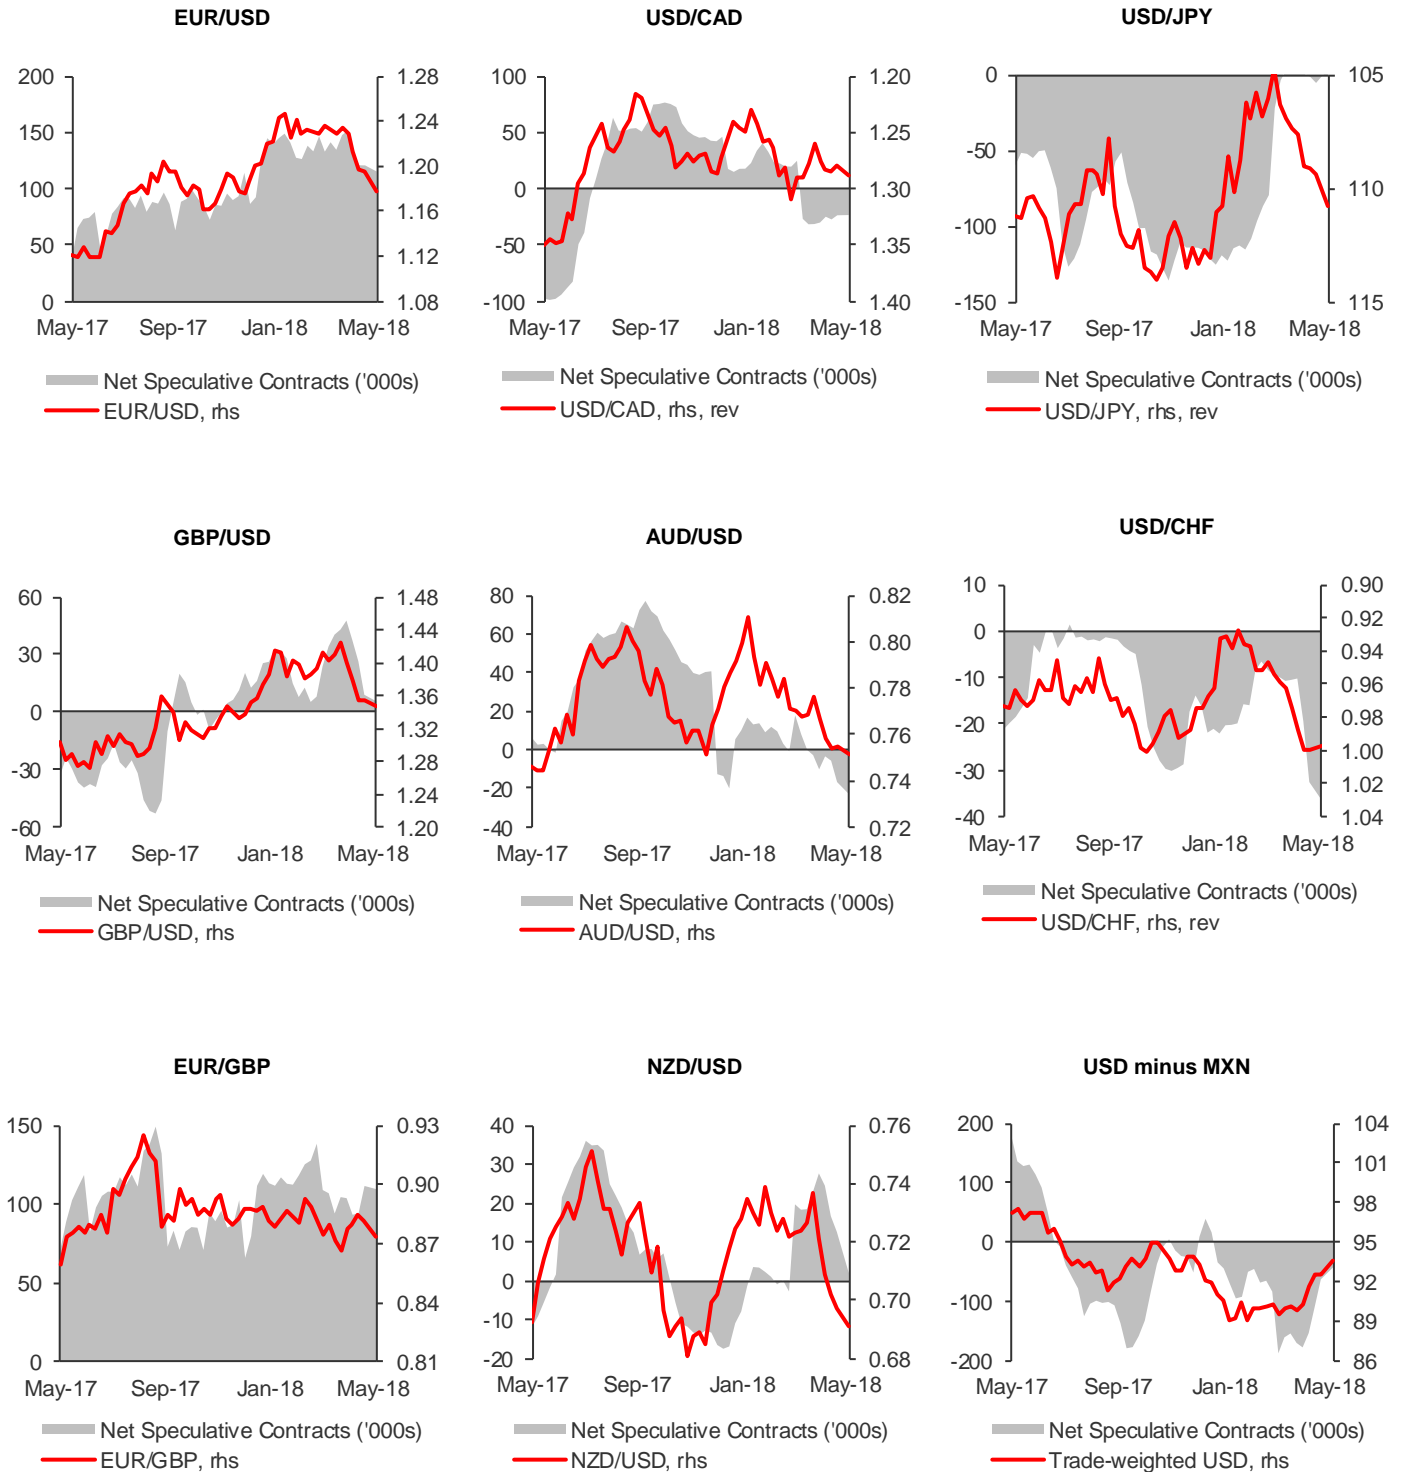 EUR/USD
200
150
100
50
0
1.28
1.24
1.20
1.16
1.12
1.08
May-17 Sep-17 Jan-18 May-18
Net Speculative Contracts ('000s)
EUR/USD, rhs
USD/CAD
100
50
0
-50
-100
1.20
1.25
1.30
1.35
1.40
May-17 Sep-17 Jan-18 May-18
Net Speculative Contracts ('000s)
USD/CAD, rhs, rev
USD/JPY
0
-50
-100
-150
105
110
115
May-17 Sep-17 Jan-18 May-18
Net Speculative Contracts ('000s)
USD/JPY, rhs, rev
GBP/USD
60
30
0
-30
-60
1.48
1.44
1.40
1.36
1.32
1.28
1.24
1.20
May-17 Sep-17 Jan-18 May-18
Net Speculative Contracts ('000s)
GBP/USD, rhs
AUD/USD
80
60
40
20
0
-20
-40
0.82
0.80
0.78
0.76
0.74
0.72
May-17 Sep-17 Jan-18 May-18
Net Speculative Contracts ('000s)
AUD/USD, rhs
USD/CHF
10
0
-10
-20
-30
-40
0.90
0.92
0.94
0.96
0.98
1.00
1.02
1.04
May-17 Sep-17 Jan-18 May-18
Net Speculative Contracts ('000s)
USD/CHF, rhs, rev
EUR/GBP
150
100
50
0
0.93
0.90
0.87
0.84
0.81
May-17 Sep-17 Jan-18 May-18
Net Speculative Contracts ('000s)
EUR/GBP, rhs
NZD/USD
40
30
20
10
0
-10
-20
0.76
0.74
0.72
0.70
0.68
May-17 Sep-17 Jan-18 May-18
Net Speculative Contracts ('000s)
NZD/USD, rhs
USD minus MXN
200
100
0
-100
-200
104
101
98
95
92
89
86
May-17 Sep-17 Jan-18 May-18
Net Speculative Contracts ('000s)
Trade-weighted USD, rhs